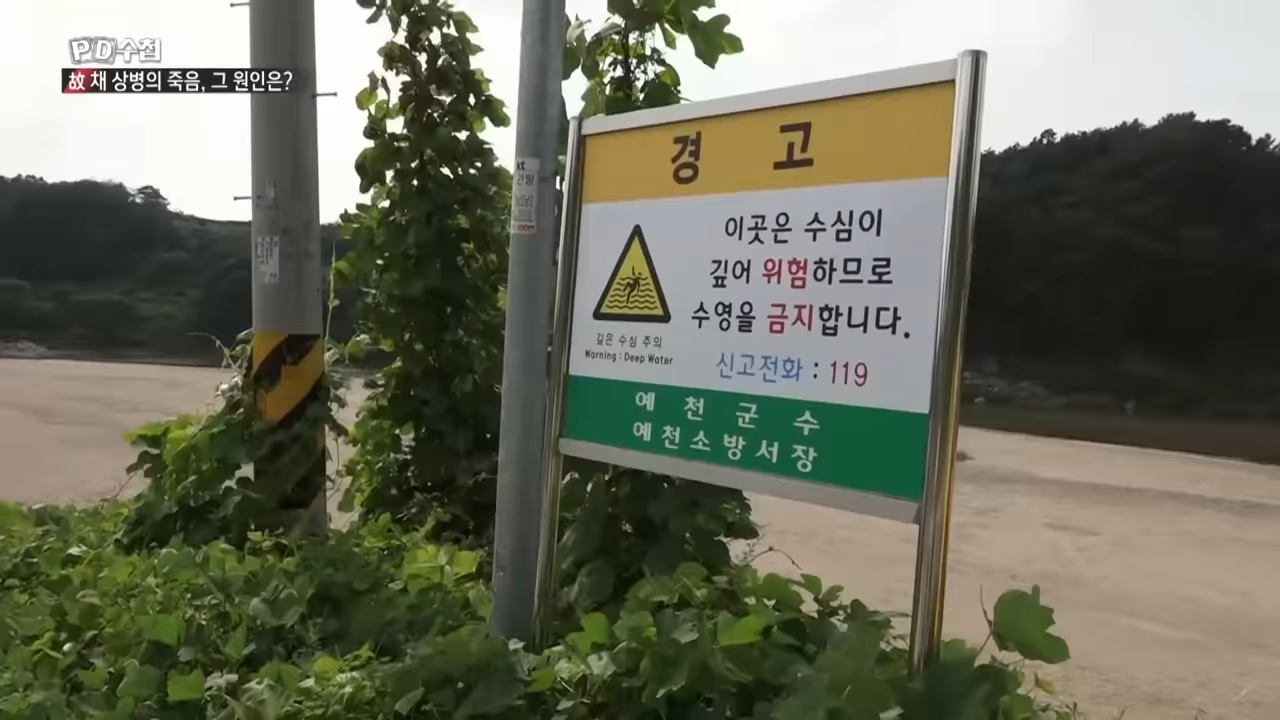 PD수첩
故 채 상병의 죽음, 그 원인은?
경 고
이곳은 수심이
깊어 위험하므로
수영을 금지합니다.
깊은 수심 주의
Warning : Deep Water
신고전화 : 119
예 천 군 수
예천소방서장
kt